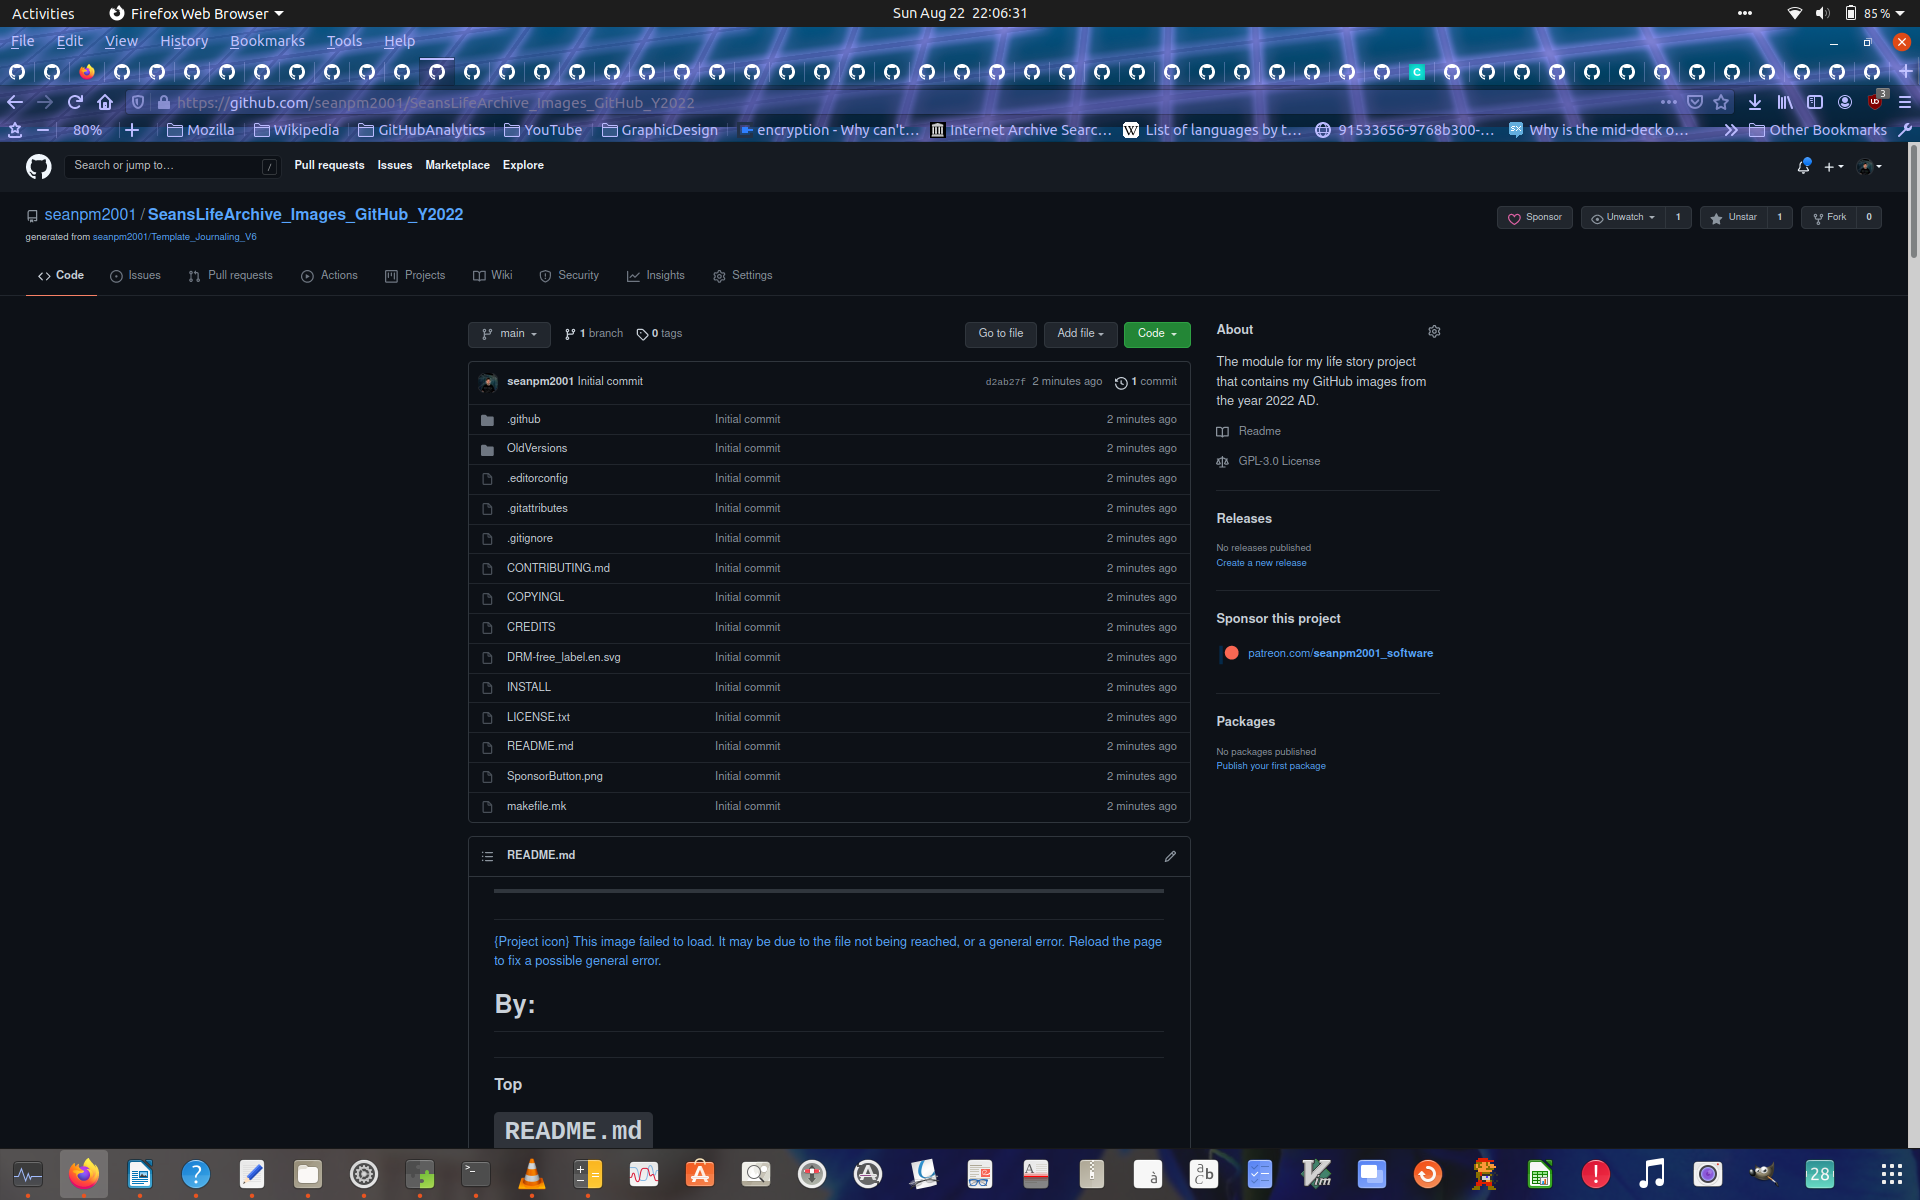 Activities Firefox Web Browser Sun Aug 22 22:06:31 85 %
File Edit View History Bookmarks Tools Help
https://github.com/seanpm2001/SeansLifeArchive_Images_GitHub_Y2022 3
80% Mozilla Wikipedia GitHubAnalytics YouTube GraphicDesign encryption - Why can't… Internet Archive Searc… List of languages by t… 91533656-9768b300-… Why is the mid-deck o… Other Bookmarks
Search or jump to… / Pull requests Issues Marketplace Explore
seanpm2001 / SeansLifeArchive_Images_GitHub_Y2022 Sponsor Unwatch 1 Unstar 1 Fork 0
generated from seanpm2001/Template_Journaling_V6
Code Issues Pull requests Actions Projects Wiki Security Insights Settings
main 1 branch 0 tags Go to file Add file Code
seanpm2001 Initial commit d2ab27f 2 minutes ago 1 commit
.github Initial commit 2 minutes ago
OldVersions Initial commit 2 minutes ago
.editorconfig Initial commit 2 minutes ago
.gitattributes Initial commit 2 minutes ago
.gitignore Initial commit 2 minutes ago
CONTRIBUTING.md Initial commit 2 minutes ago
COPYINGL Initial commit 2 minutes ago
CREDITS Initial commit 2 minutes ago
DRM-free_label.en.svg Initial commit 2 minutes ago
INSTALL Initial commit 2 minutes ago
LICENSE.txt Initial commit 2 minutes ago
README.md Initial commit 2 minutes ago
SponsorButton.png Initial commit 2 minutes ago
makefile.mk Initial commit 2 minutes ago
About
The module for my life story project
that contains my GitHub images from
the year 2022 AD.
Readme
GPL-3.0 License
Releases
No releases published
Create a new release
Sponsor this project
patreon.com/seanpm2001_software
Packages
No packages published
Publish your first package
README.md
{Project icon} This image failed to load. It may be due to the file not being reached, or a general error. Reload the page
to fix a possible general error.
By:
Top
README.md
28